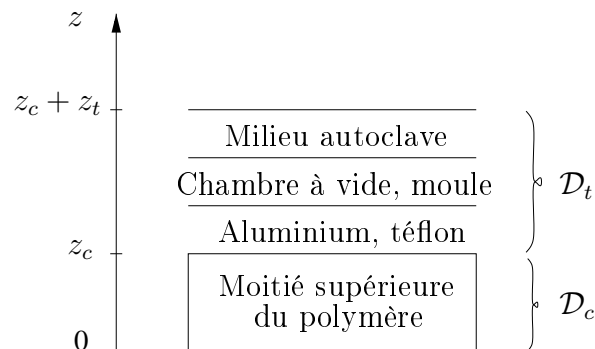 z
z_c + z_t
Milieu autoclave
Chambre à vide, moule
D_t
Aluminium, téflon
z_c
Moitié supérieure
du polymère
D_c
0